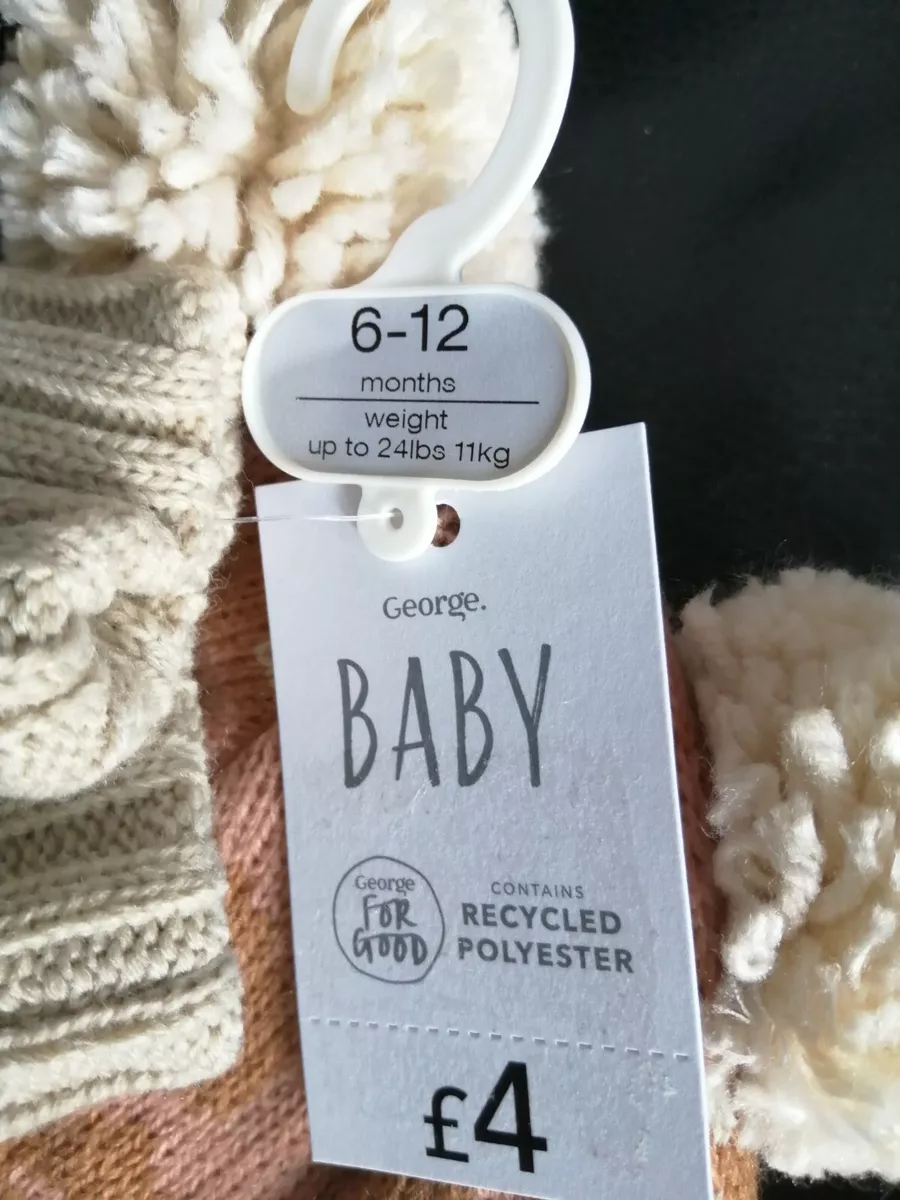 6-12
months
weight
up to 24lbs 11kg
George.
BABY
George
FOR
GOOD
CONTAINS
RECYCLED
POLYESTER
£4